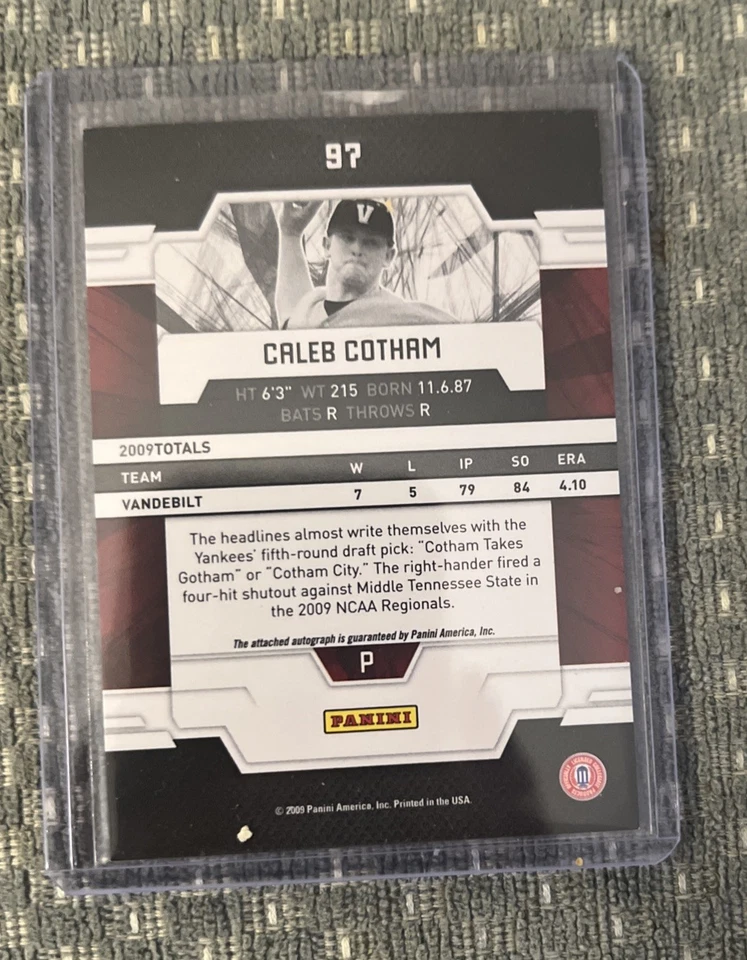 97
V
CALEB COTHAM
HT 6'3" WT 215 BORN 11.6.87
BATS R THROWS R
2009TOTALS
TEAM W L IP SO ERA
VANDEBILT 7 5 79 84 4.10
The headlines almost write themselves with the
Yankees' fifth-round draft pick: "Cotham Takes
Gotham" or "Cotham City." The right-hander fired a
four-hit shutout against Middle Tennessee State in
the 2009 NCAA Regionals.
The attached autograph is guaranteed by Panini America, Inc.
P
PANINI
© 2009 Panini America, Inc. Printed in the USA.